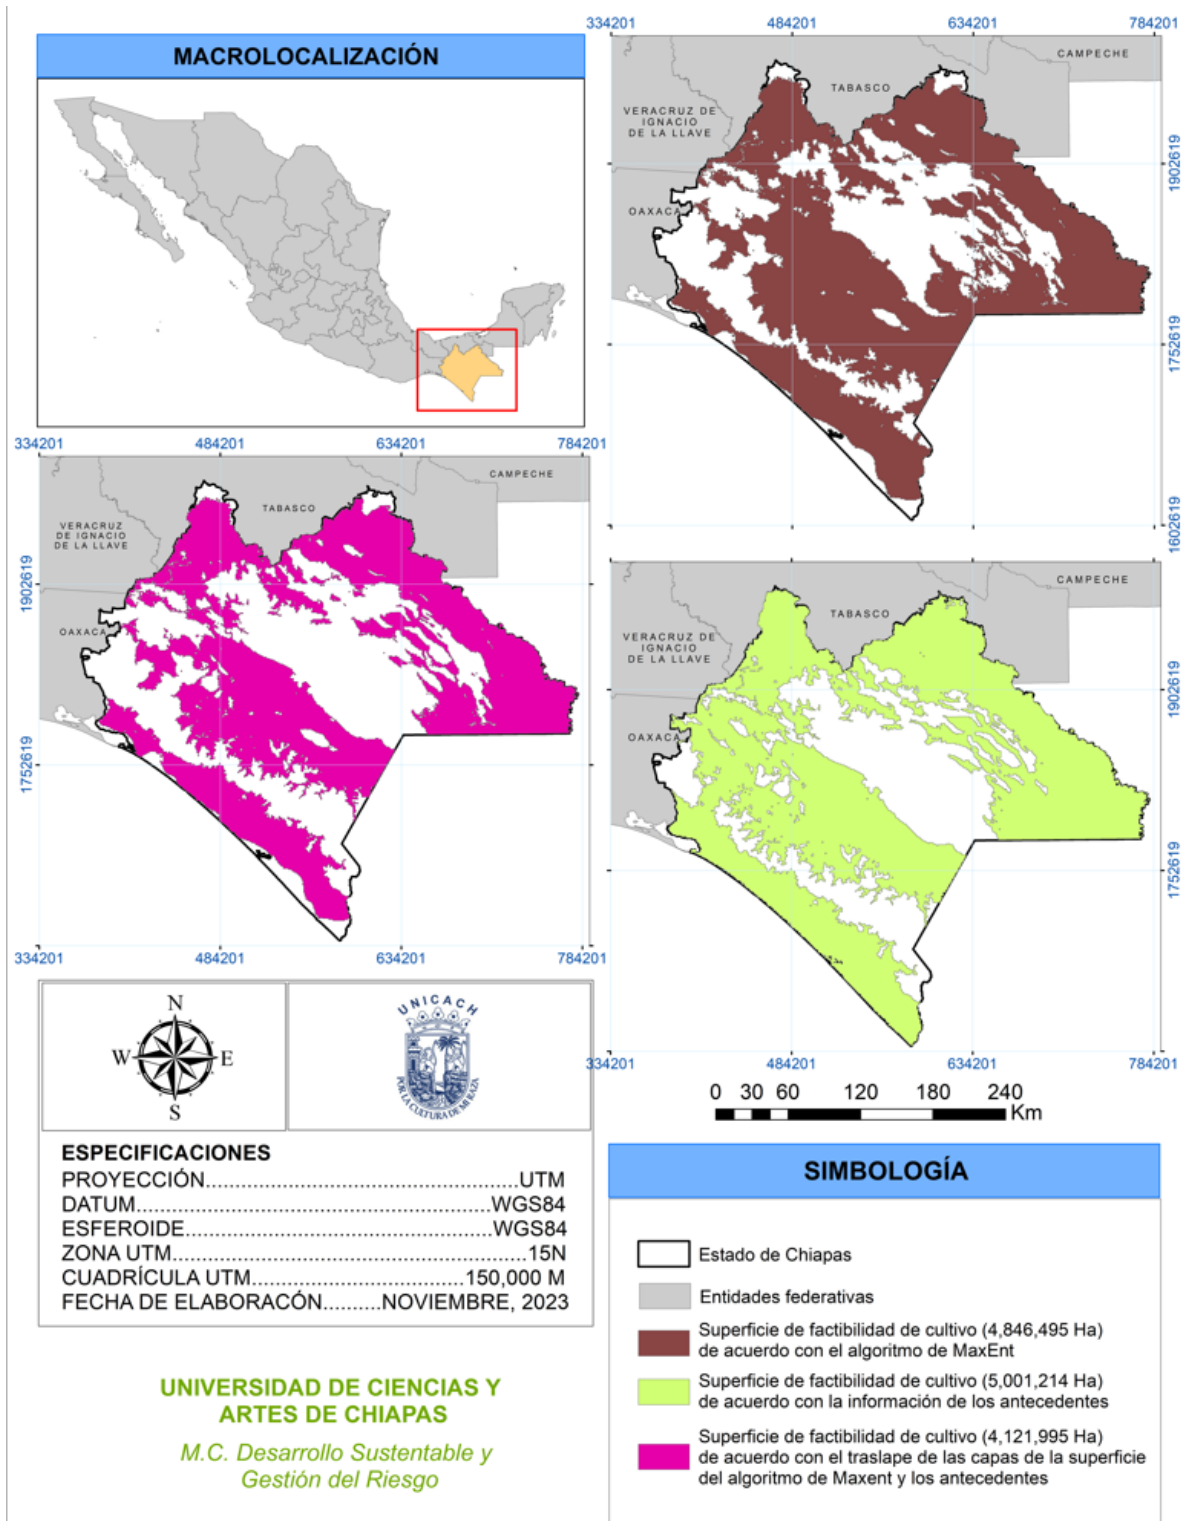 MACROLOCALIZACIÓN
334201 484201 634201 784201
CAMPECHE
TABASCO
VERACRUZ DE
IGNACIO
DE LA LLAVE
OAXACA
1902619
1752619
1602619
334201 484201 634201 784201
CAMPECHE
TABASCO
VERACRUZ DE
IGNACIO
DE LA LLAVE
OAXACA
1902619
1752619
334201 484201 634201 784201
CAMPECHE
TABASCO
VERACRUZ DE
IGNACIO
DE LA LLAVE
OAXACA
1902619
1752619
334201 484201 634201 784201
0 30 60 120 180 240
Km
N
W E
S
UNICACH
POR LA CULTURA DE MI RAZA
ESPECIFICACIONES
PROYECCIÓN..................................................UTM
DATUM..........................................................WGS84
ESFEROIDE..................................................WGS84
ZONA UTM..........................................................15N
CUADRÍCULA UTM...................................150,000 M
FECHA DE ELABORACÓN..........NOVIEMBRE, 2023
UNIVERSIDAD DE CIENCIAS Y
ARTES DE CHIAPAS
M.C. Desarrollo Sustentable y
Gestión del Riesgo
SIMBOLOGÍA
Estado de Chiapas
Entidades federativas
Superficie de factibilidad de cultivo (4,846,495 Ha)
de acuerdo con el algoritmo de MaxEnt
Superficie de factibilidad de cultivo (5,001,214 Ha)
de acuerdo con la información de los antecedentes
Superficie de factibilidad de cultivo (4,121,995 Ha)
de acuerdo con el traslape de las capas de la superficie
del algoritmo de Maxent y los antecedentes